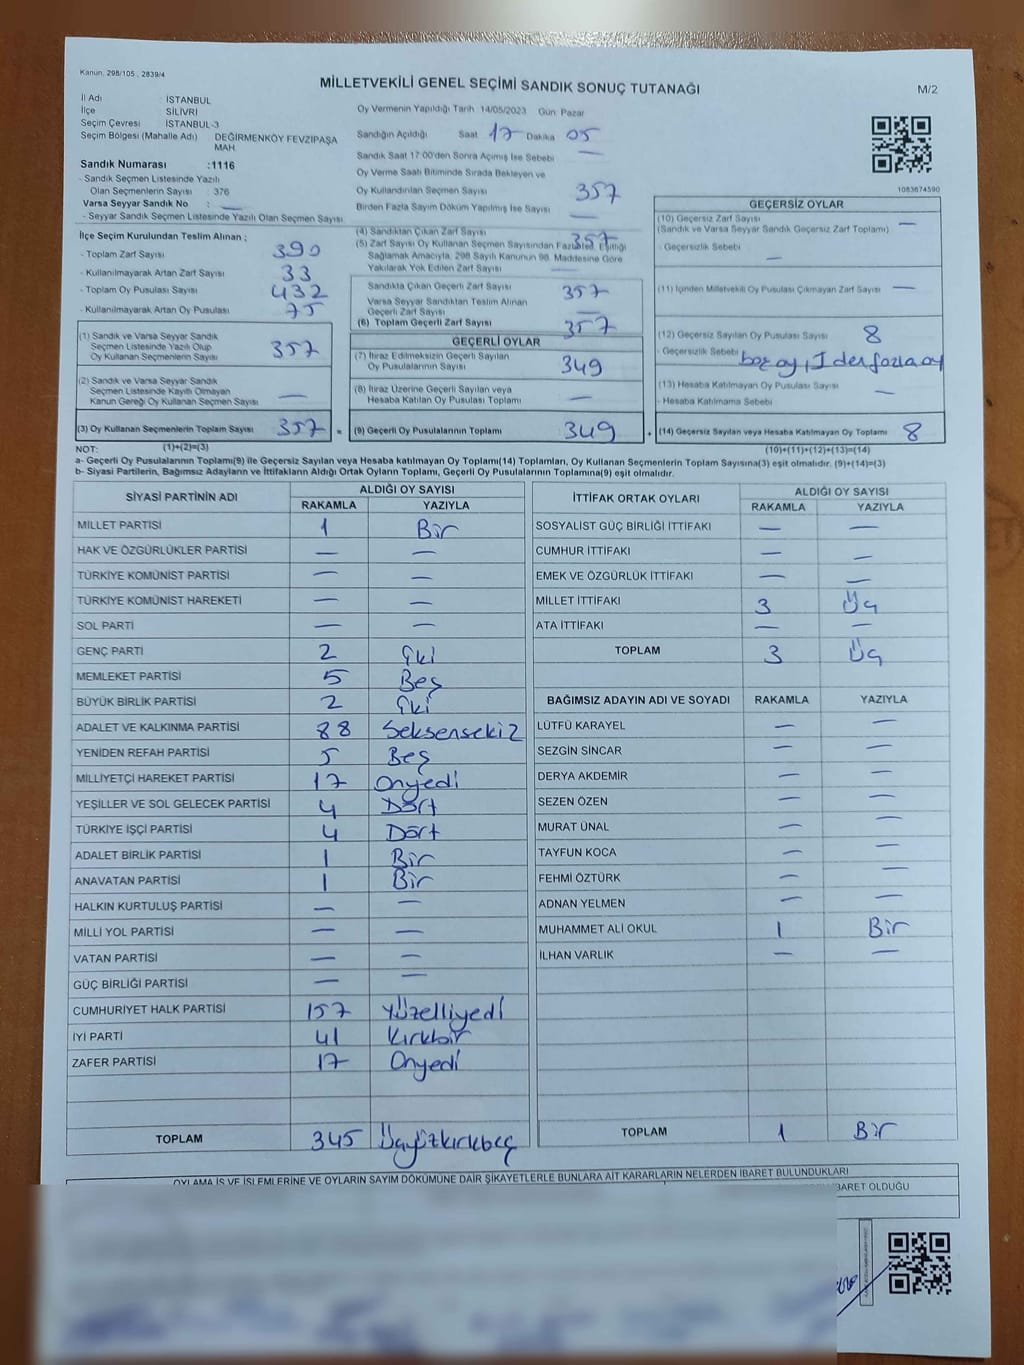 Kanun. 298/105 , 2839/4
MİLLETVEKİLİ GENEL SEÇİMİ SANDIK SONUÇ TUTANAĞI
M/2
İl Adı : İSTANBUL
İlçe : SİLİVRİ
Seçim Çevresi : İSTANBUL-3
Seçim Bölgesi (Mahalle Adı) : DEĞİRMENKÖY FEVZİPAŞA MAH.
Sandık Numarası :1116
- Sandık Seçmen Listesinde Yazılı
Olan Seçmenlerin Sayısı : 376
Varsa Seyyar Sandık No : —
- Seyyar Seçmen Listesinde Yazılı Olan Seçmen Sayısı
Oy Vermenin Yapıldığı Tarih 14/05/2023 Gün Pazar
Sandığın Açıldığı Saat 17 Dakika 05
Sandık Saat 17:00'den Sonra Açılmış İse Sebebi —
Oy Verme Saati Bitiminde Sırada Bekleyen ve
Oy Kullandırılan Seçmen Sayısı 357
Birden Fazla Sayım Döküm Yapılmış İse Sayısı —
1083674590
İlçe Seçim Kurulundan Teslim Alınan ;
- Toplam Zarf Sayısı 390
- Kullanılmayarak Artan Zarf Sayısı 33
- Toplam Oy Pusulası Sayısı 432
- Kullanılmayarak Artan Oy Pusulası 75
(4) Sandıktan Çıkan Zarf Sayısı 357
(5) Zarf Sayısı Oy Kullanan Seçmen Sayısından Fazla İse, Eşitliği
Sağlamak Amacıyla, 298 Sayılı Kanunun 98. Maddesine Göre
Yakılarak Yok Edilen Zarf Sayısı —
Sandıkta Çıkan Geçerli Zarf Sayısı 357
Varsa Seyyar Sandıktan Teslim Alınan
Geçerli Zarf Sayısı —
(6) Toplam Geçerli Zarf Sayısı 357
GEÇERSİZ OYLAR
(10) Geçersiz Zarf Sayısı —
(Sandık ve Varsa Seyyar Sandık Geçersiz Zarf Toplamı)
- Geçersizlik Sebebi —
(11) İçinden Milletvekili Oy Pusulası Çıkmayan Zarf Sayısı —
(12) Geçersiz Sayılan Oy Pusulası Sayısı 8
- Geçersizlik Sebebi boş oy, 1 den fazla oy
(13) Hesaba Katılmayan Oy Pusulası Sayısı —
- Hesaba Katılmama Sebebi —
(14) Geçersiz Sayılan veya Hesaba Katılmayan Oy Toplamı 8
(10)+(11)+(12)+(13)=(14)
(1) Sandık ve Varsa Seyyar Sandık
Seçmen Listesinde Yazılı Olup
Oy Kullanan Seçmenlerin Sayısı 357
(2) Sandık ve Varsa Seyyar Sandık
Seçmen Listesinde Kayıtlı Olmayan
Kanun Gereği Oy Kullanan Seçmen Sayısı —
(3) Oy Kullanan Seçmenlerin Toplam Sayısı 357 =
(1)+(2)=(3)
GEÇERLİ OYLAR
(7) İtiraz Edilmeksizin Geçerli Sayılan
Oy Pusulalarının Sayısı 349
(8) İtiraz Üzerine Geçerli Sayılan veya
Hesaba Katılan Oy Pusulası Toplamı —
(9) Geçerli Oy Pusulalarının Toplamı 349 +
NOT:
a- Geçerli Oy Pusulalarının Toplamı(9) ile Geçersiz Sayılan veya Hesaba katılmayan Oy Toplamı(14) Toplamları, Oy Kullanan Seçmenlerin Toplam Sayısına(3) eşit olmalıdır. (9)+(14)=(3)
b- Siyasi Partilerin, Bağımsız Adayların ve İttifakların Aldığı Ortak Oyların Toplamı, Geçerli Oy Pusulalarının Toplamına(9) eşit olmalıdır.
SİYASİ PARTİNİN ADI ALDIĞI OY SAYISI
RAKAMLA YAZIYLA
MİLLET PARTİSİ 1 Bir
HAK VE ÖZGÜRLÜKLER PARTİSİ — —
TÜRKİYE KOMÜNİST PARTİSİ — —
TÜRKİYE KOMÜNİST HAREKETİ — —
SOL PARTİ — —
GENÇ PARTİ 2 İki
MEMLEKET PARTİSİ 5 Beş
BÜYÜK BİRLİK PARTİSİ 2 İki
ADALET VE KALKINMA PARTİSİ 88 Seksensekiz
YENİDEN REFAH PARTİSİ 5 Beş
MİLLİYETÇİ HAREKET PARTİSİ 17 Onyedi
YEŞİLLER VE SOL GELECEK PARTİSİ 4 Dört
TÜRKİYE İŞÇİ PARTİSİ 4 Dört
ADALET BİRLİK PARTİSİ 1 Bir
ANAVATAN PARTİSİ 1 Bir
HALKIN KURTULUŞ PARTİSİ — —
MİLLİ YOL PARTİSİ — —
VATAN PARTİSİ — —
GÜÇ BİRLİĞİ PARTİSİ — —
CUMHURİYET HALK PARTİSİ 157 Yüzelliyedi
İYİ PARTİ 41 Kırkbir
ZAFER PARTİSİ 17 Onyedi
TOPLAM 345 Üçyüzkırkbeş
İTTİFAK ORTAK OYLARI ALDIĞI OY SAYISI
RAKAMLA YAZIYLA
SOSYALİST GÜÇ BİRLİĞİ İTTİFAKI — —
CUMHUR İTTİFAKI — —
EMEK VE ÖZGÜRLÜK İTTİFAKI — —
MİLLET İTTİFAKI 3 Üç
ATA İTTİFAKI — —
TOPLAM 3 Üç
BAĞIMSIZ ADAYIN ADI VE SOYADI RAKAMLA YAZIYLA
LÜTFÜ KARAYEL — —
SEZGİN SİNCAR — —
DERYA AKDEMİR — —
SEZEN ÖZEN — —
MURAT ÜNAL — —
TAYFUN KOCA — —
FEHMİ ÖZTÜRK — —
ADNAN YELMEN — —
MUHAMMET ALİ OKUL 1 Bir
İLHAN VARLIK — —
TOPLAM 1 Bir
OYLAMA İŞ VE İŞLEMLERİNE VE OYLARIN SAYIM DÖKÜMÜNE DAİR ŞİKAYETLERLE BUNLARA AİT KARARLARIN NELERDEN İBARET BULUNDUKLARI
İBARET OLDUĞU